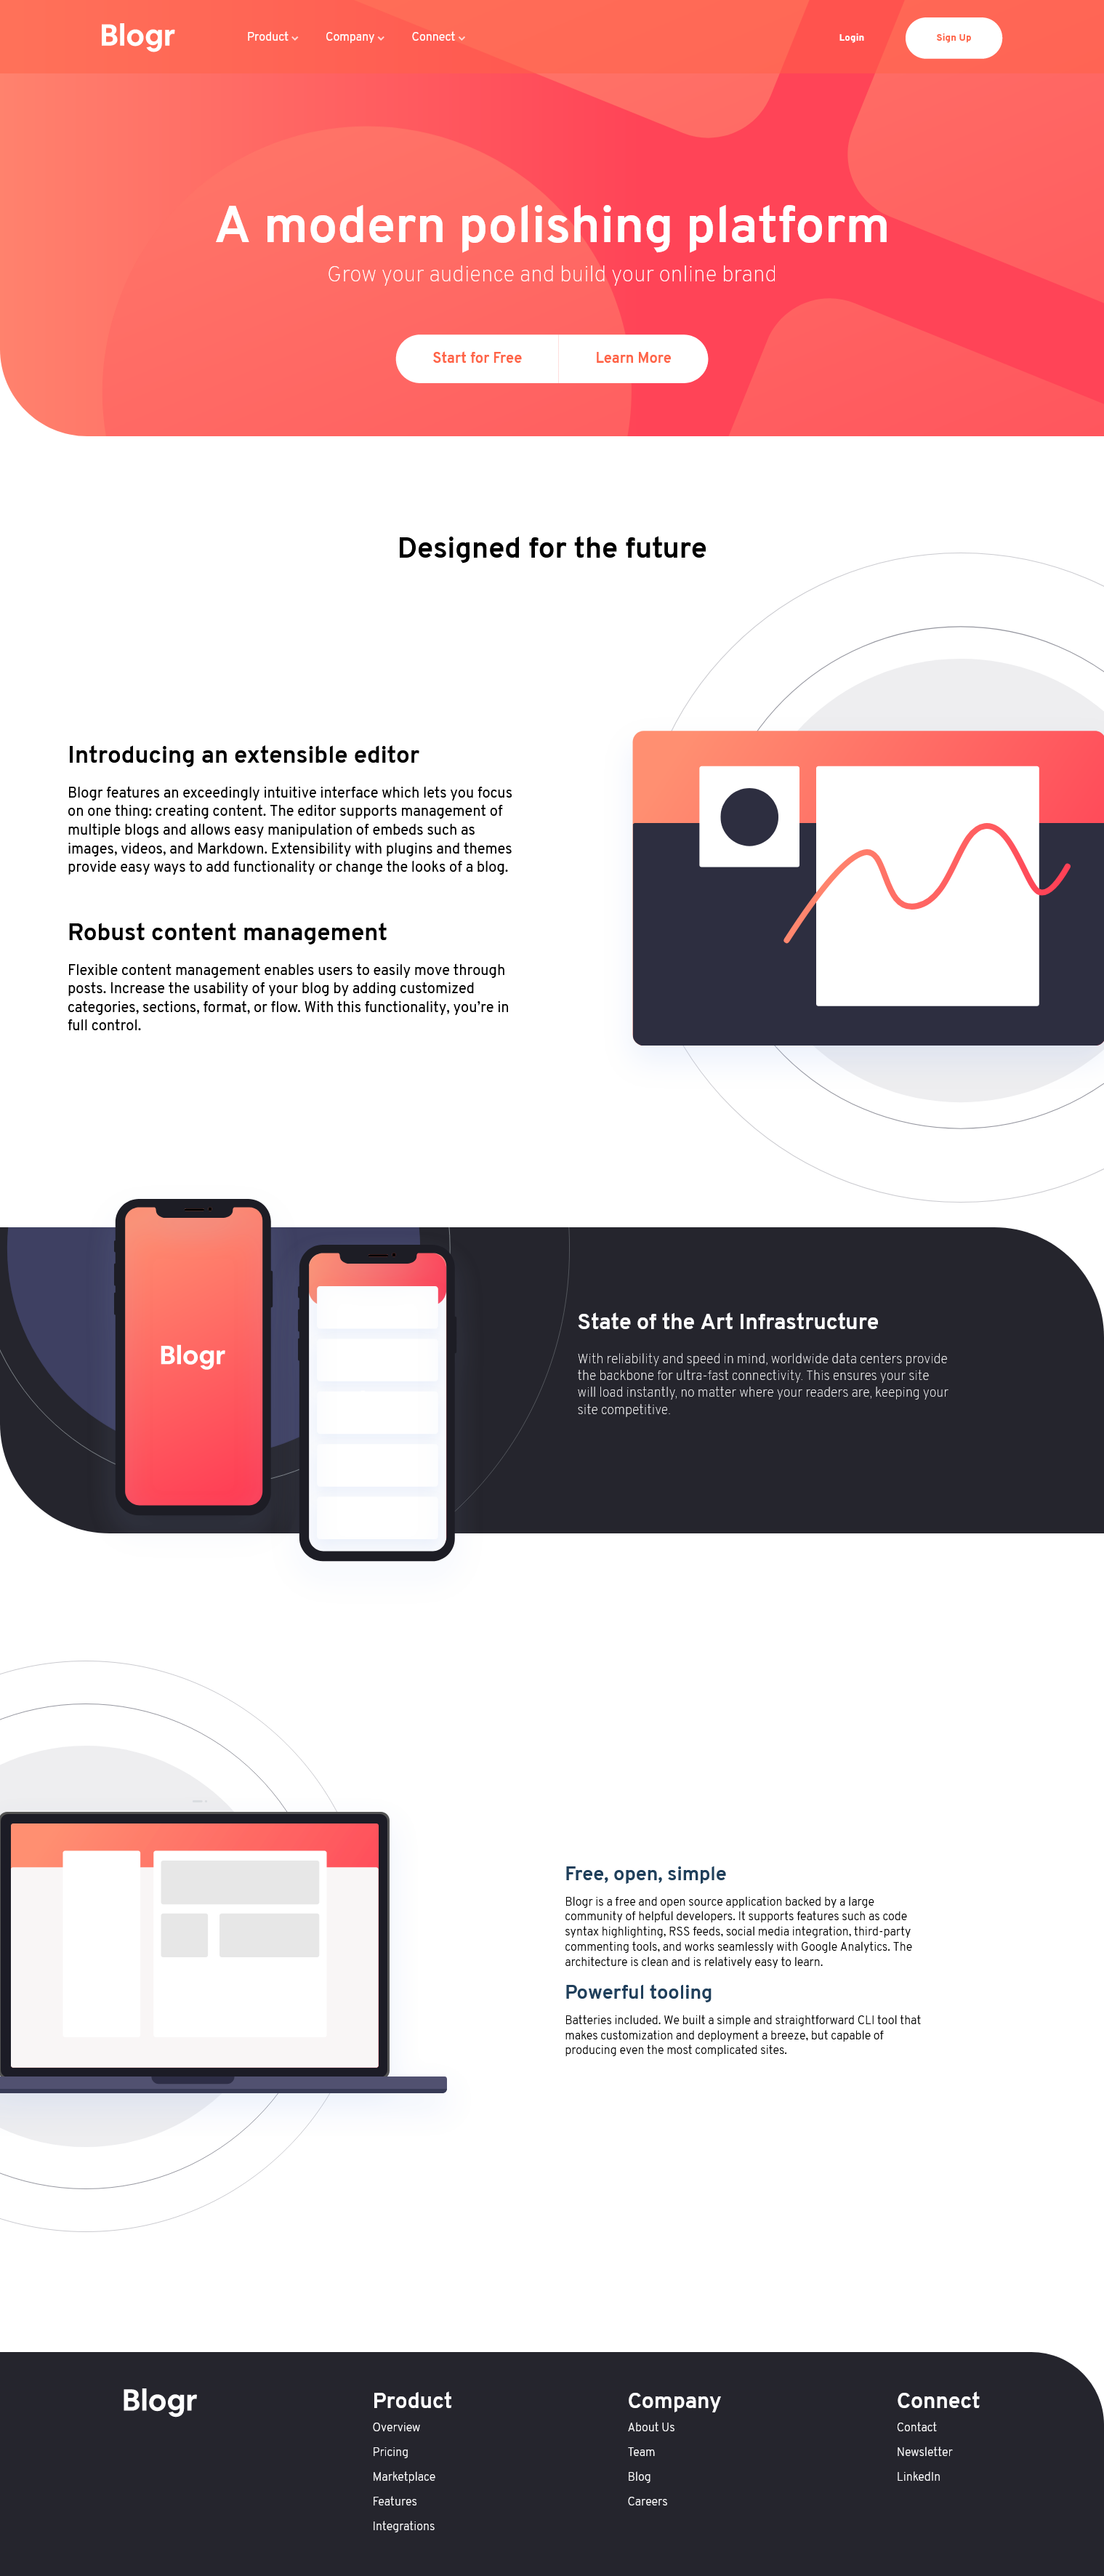 Blogr
Product
Company
Connect
Login
Sign Up
A modern polishing platform
Grow your audience and build your online brand
Start for Free
Learn More
Designed for the future
Introducing an extensible editor
Blogr features an exceedingly intuitive interface which lets you focus
on one thing: creating content. The editor supports management of
multiple blogs and allows easy manipulation of embeds such as
images, videos, and Markdown. Extensibility with plugins and themes
provide easy ways to add functionality or change the looks of a blog.
Robust content management
Flexible content management enables users to easily move through
posts. Increase the usability of your blog by adding customized
categories, sections, format, or flow. With this functionality, you’re in
full control.
Blogr
State of the Art Infrastructure
With reliability and speed in mind, worldwide data centers provide
the backbone for ultra-fast connectivity. This ensures your site
will load instantly, no matter where your readers are, keeping your
site competitive.
Free, open, simple
Blogr is a free and open source application backed by a large
community of helpful developers. It supports features such as code
syntax highlighting, RSS feeds, social media integration, third-party
commenting tools, and works seamlessly with Google Analytics. The
architecture is clean and is relatively easy to learn.
Powerful tooling
Batteries included. We built a simple and straightforward CLI tool that
makes customization and deployment a breeze, but capable of
producing even the most complicated sites.
Blogr
Product
Overview
Pricing
Marketplace
Features
Integrations
Company
About Us
Team
Blog
Careers
Connect
Contact
Newsletter
LinkedIn